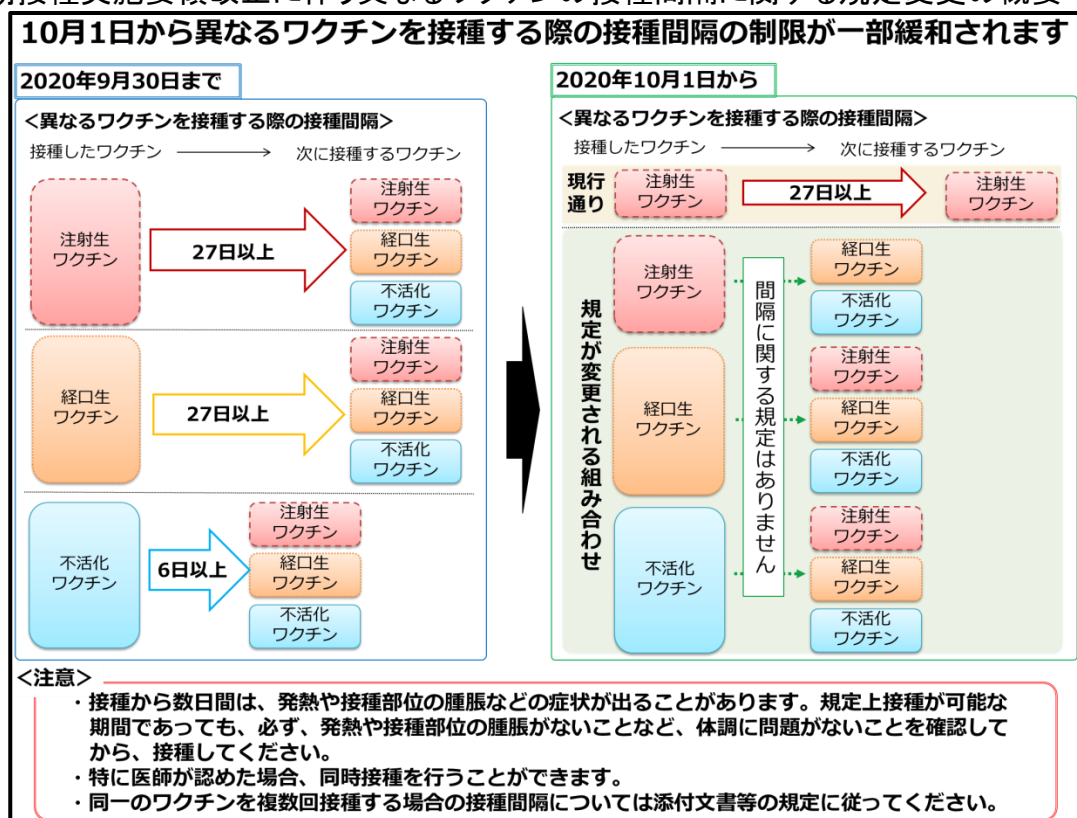 10月1日から異なるワクチンを接種する際の接種間隔の制限が一部緩和されます
2020年9月30日まで
<異なるワクチンを接種する際の接種間隔>
接種したワクチン
次に接種するワクチン
注射生
ワクチン
27日以上
注射生
ワクチン
経口生
ワクチン
不活化
ワクチン
経口生
ワクチン
27日以上
注射生
ワクチン
経口生
ワクチン
不活化
ワクチン
不活化
ワクチン
6日以上
注射生
ワクチン
経口生
ワクチン
不活化
ワクチン
2020年10月1日から
<異なるワクチンを接種する際の接種間隔>
接種したワクチン
次に接種するワクチン
現行
通り
注射生
ワクチン
27日以上
注射生
ワクチン
規定が変更される組み合わせ
注射生
ワクチン
間隔に関する規定はありません
経口生
ワクチン
不活化
ワクチン
経口生
ワクチン
注射生
ワクチン
経口生
ワクチン
不活化
ワクチン
不活化
ワクチン
注射生
ワクチン
経口生
ワクチン
不活化
ワクチン
<注意>
・接種から数日間は、発熱や接種部位の腫脹などの症状が出ることがあります。規定上接種が可能な
期間であっても、必ず、発熱や接種部位の腫脹がないことなど、体調に問題がないことを確認して
から、接種してください。
・特に医師が認めた場合、同時接種を行うことができます。
・同一のワクチンを複数回接種する場合の接種間隔については添付文書等の規定に従ってください。